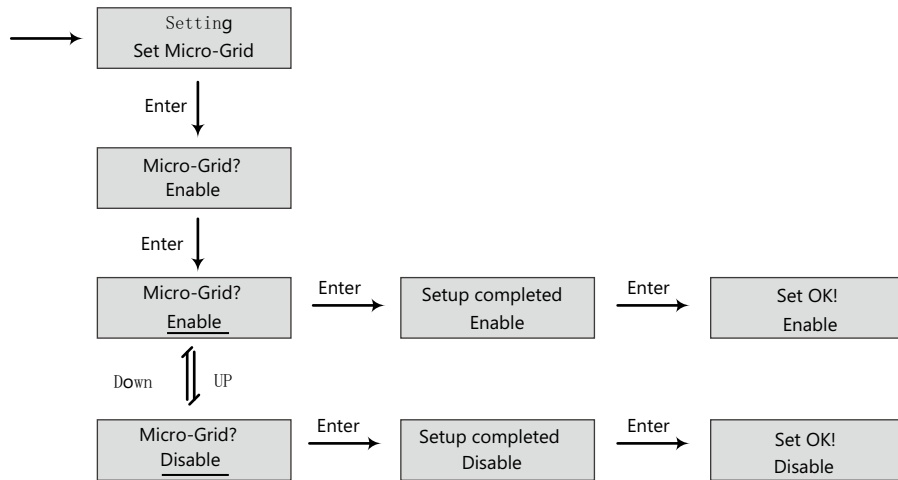 Setting
Set Micro-Grid
Enter
Micro-Grid?
Enable
Enter
Micro-Grid?
Enable
Enter
Setup completed
Enable
Enter
Set OK!
Enable
Down
UP
Micro-Grid?
Disable
Enter
Setup completed
Disable
Enter
Set OK!
Disable